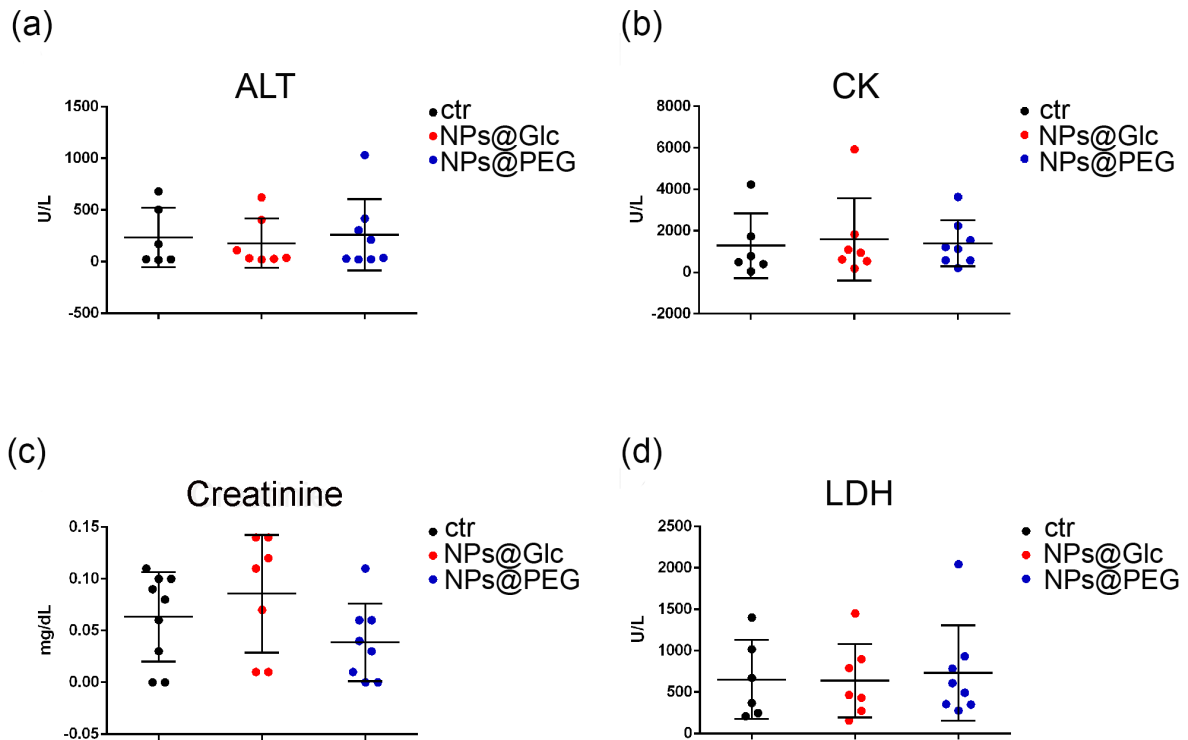 (a)
ALT
1500
1000
500
0
-500
U/L
ctr
NPs@Glc
NPs@PEG
(b)
CK
8000
6000
4000
2000
0
-2000
U/L
ctr
NPs@Glc
NPs@PEG
(c)
Creatinine
0.15
0.10
0.05
0.00
-0.05
mg/dL
ctr
NPs@Glc
NPs@PEG
(d)
LDH
2500
2000
1500
1000
500
0
U/L
ctr
NPs@Glc
NPs@PEG